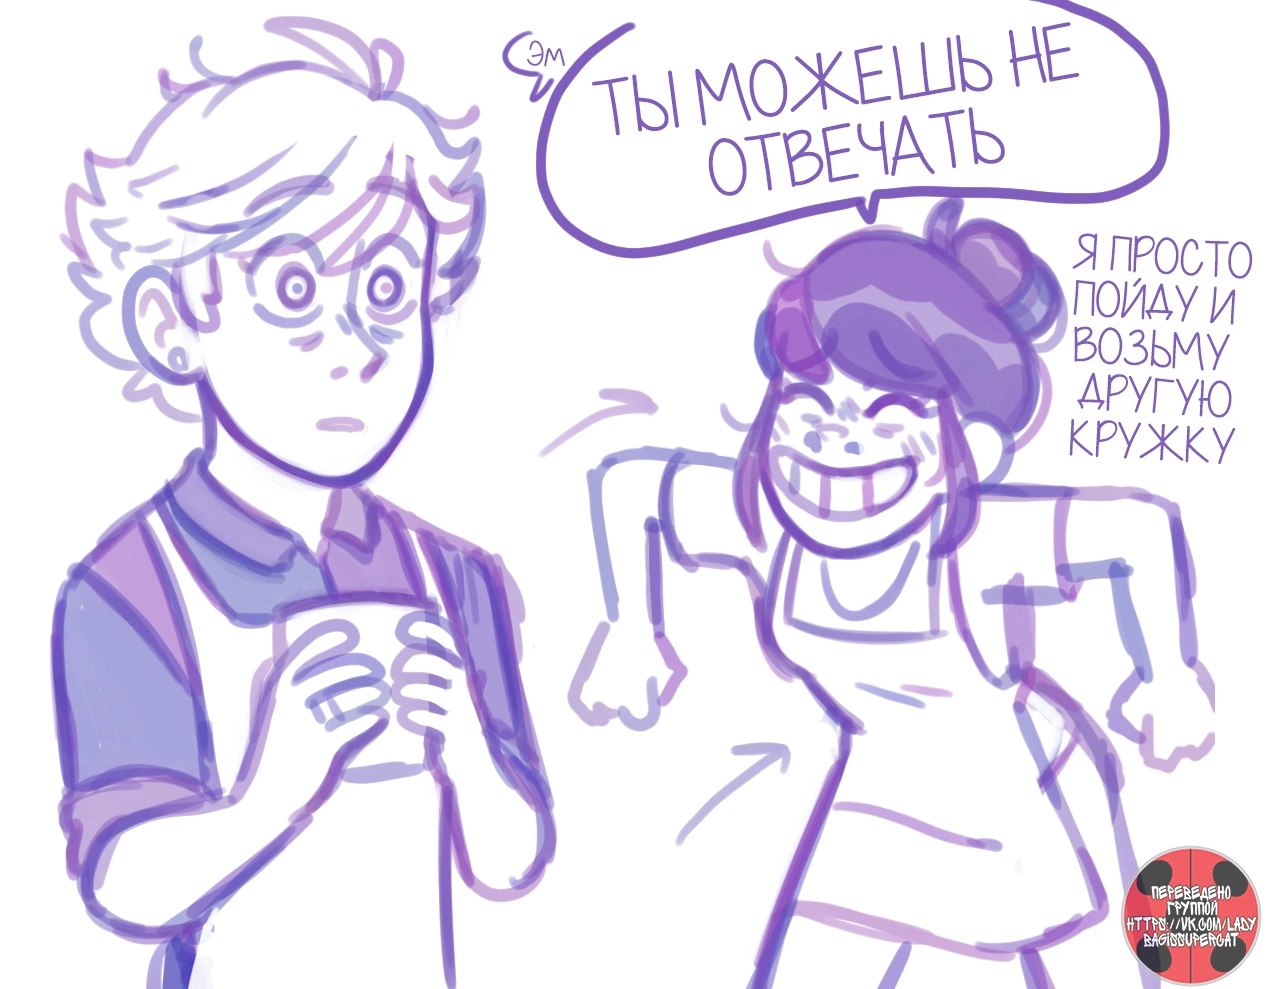 ЭМ
ТЫ МОЖЕШЬ НЕ
ОТВЕЧАТЬ
Я ПРОСТО
ПОЙДУ И
ВОЗЬМУ
ДРУГУЮ
КРУЖКУ
ПЕРЕВЕДЕНО
ГРУППОЙ
HTTPS://VK.COM/LADY
BAGISSUPERCAT